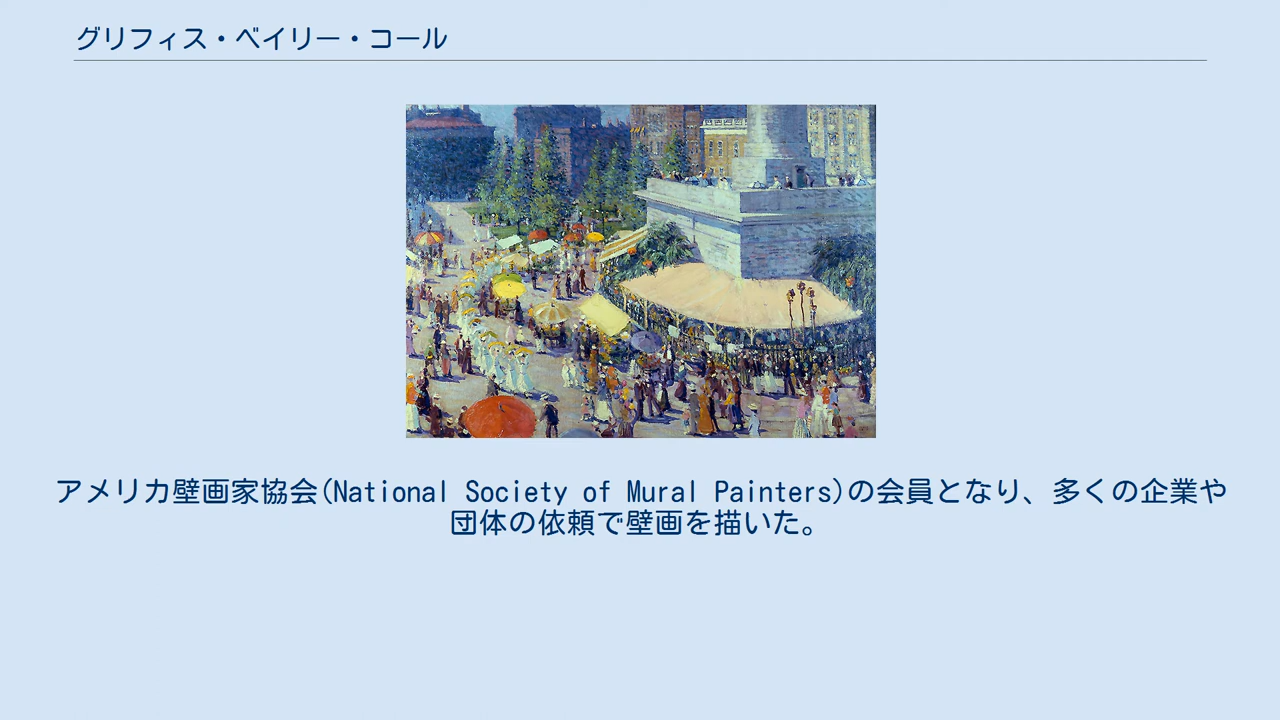 グリフィス・ベイリー・コール
アメリカ壁画家協会(National Society of Mural Painters)の会員となり、多くの企業や
団体の依頼で壁画を描いた。